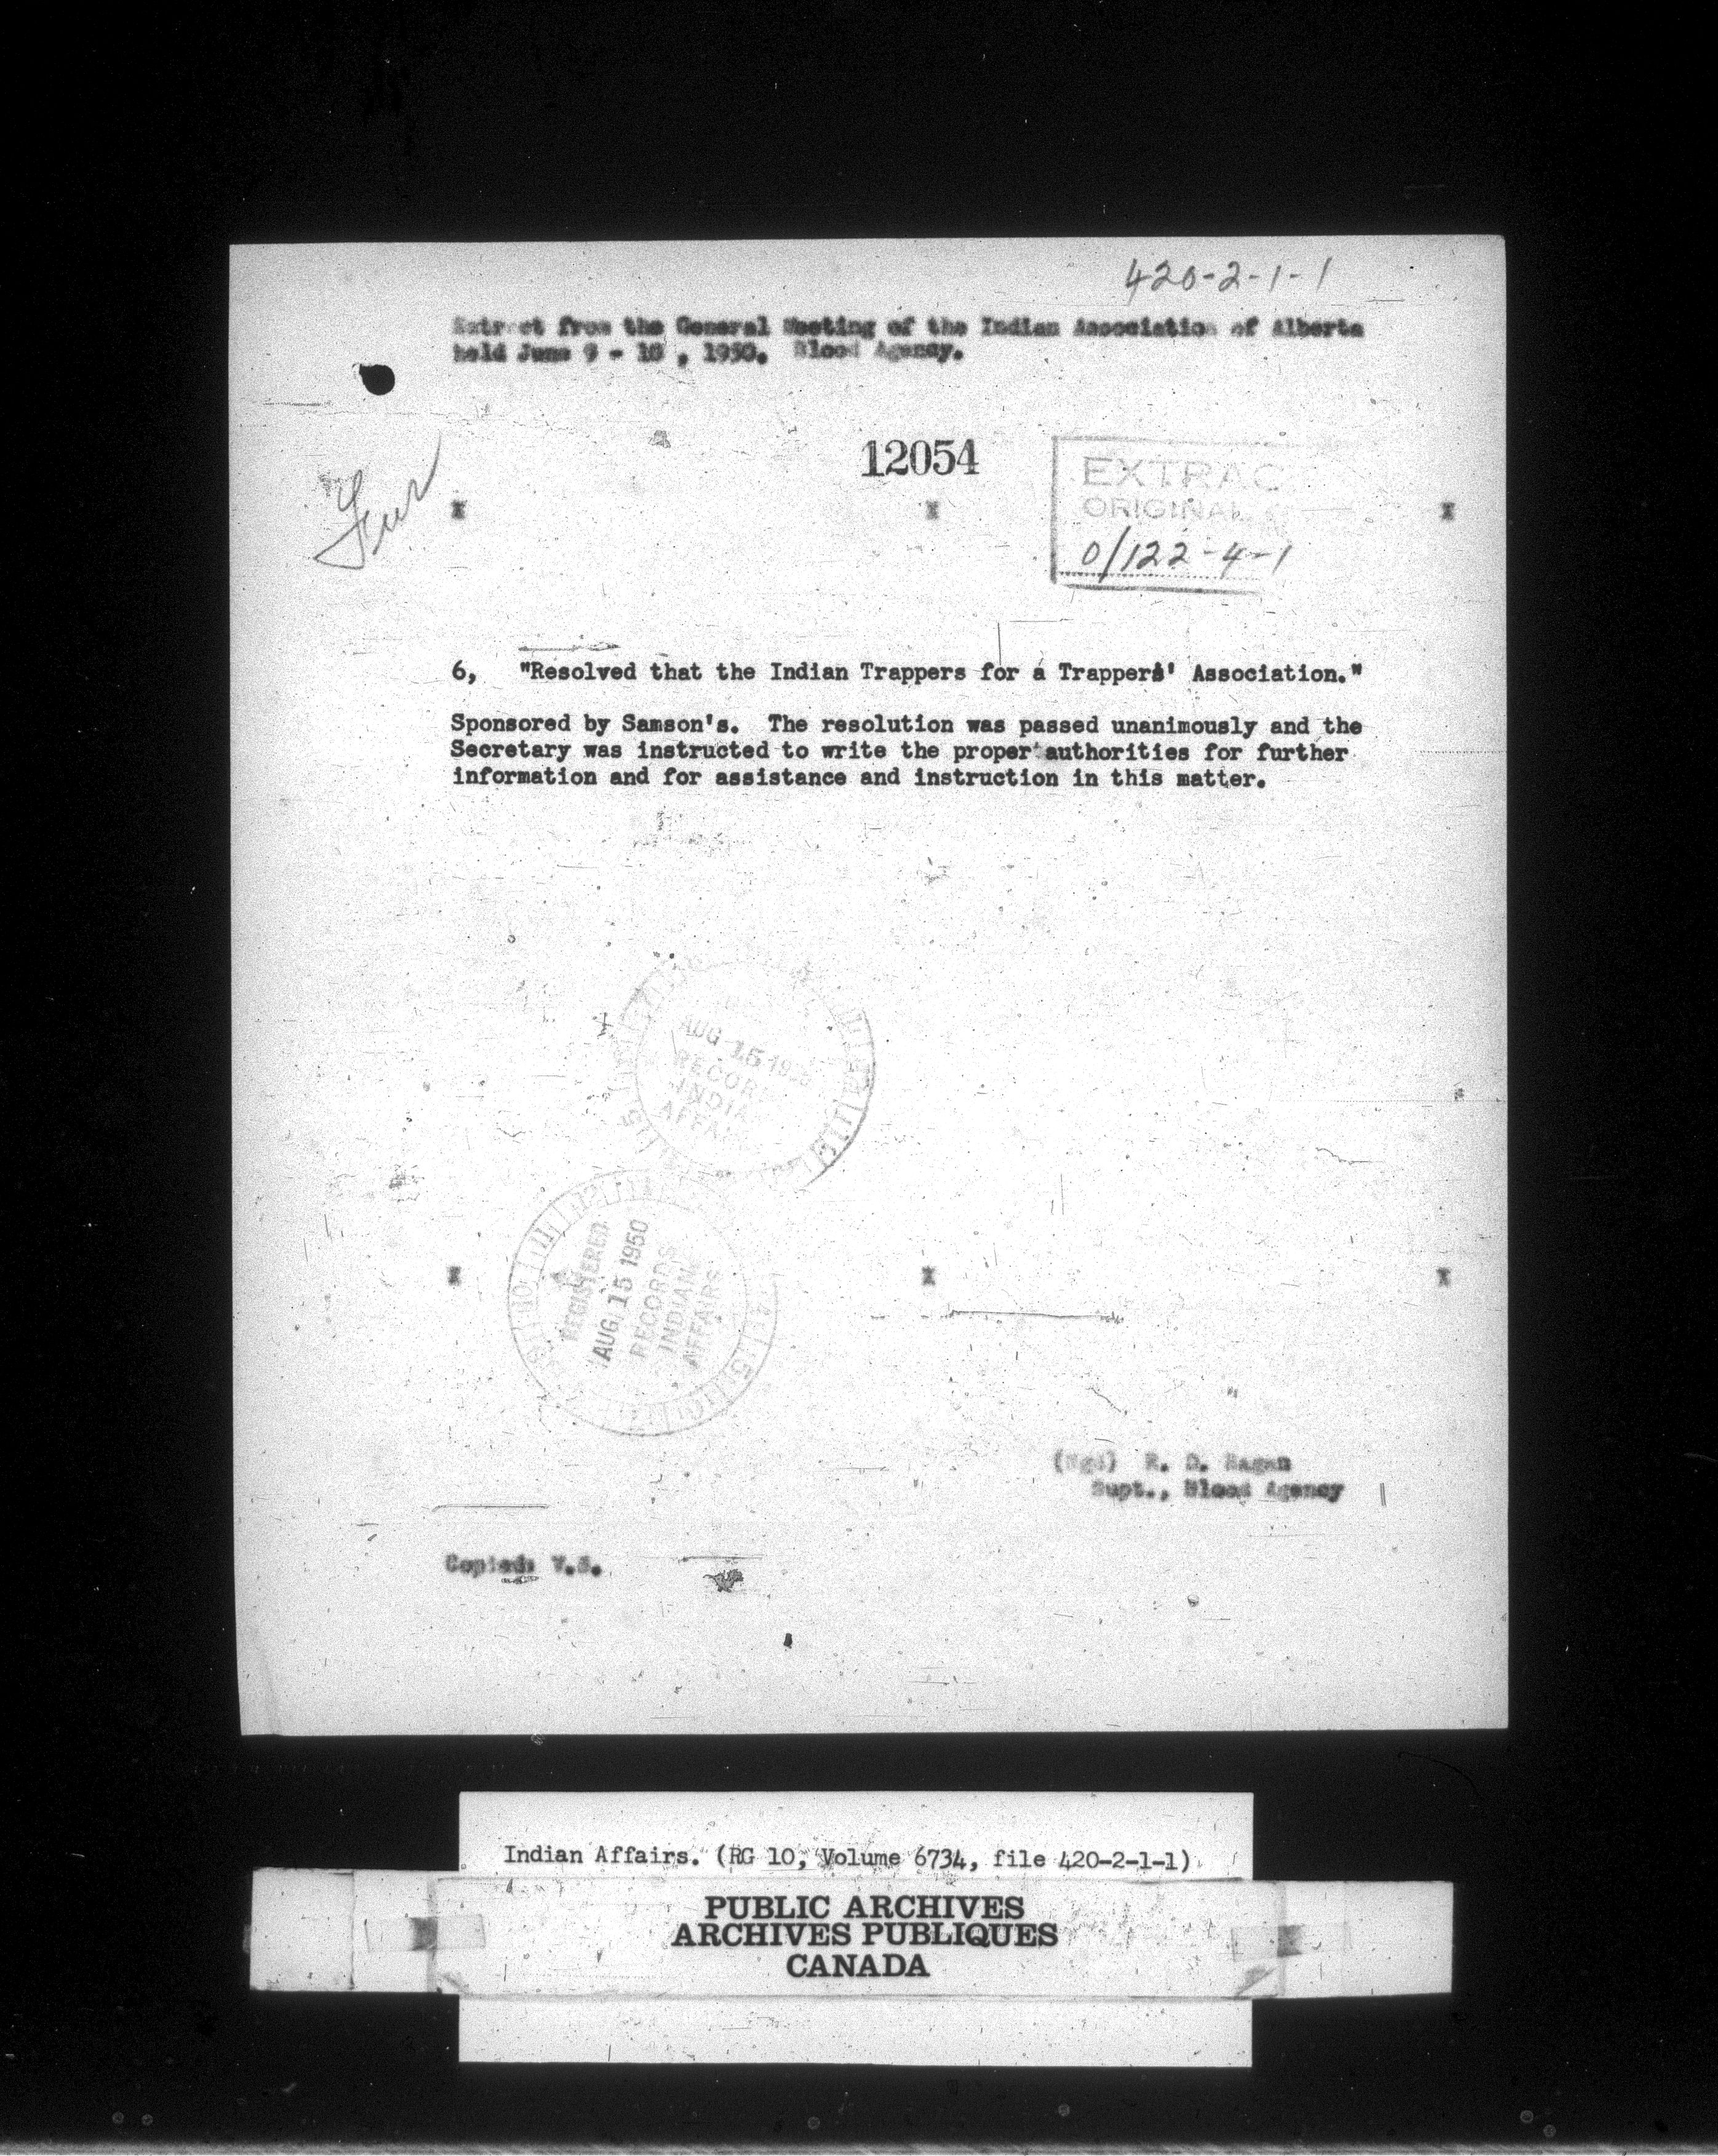 420-2-1-1
Extract from the General Meeting of the Indian Association of Alberta
held June 9 - 10 , 1950. Blood Agency.
12054
Fur
EXTRAC
ORIGINAL
0/122-4-1
X X X
6, "Resolved that the Indian Trappers for a Trappers' Association."
Sponsored by Samson's. The resolution was passed unanimously and the
Secretary was instructed to write the proper authorities for further
information and for assistance and instruction in this matter.
AUG 15 19
RECOR
INDIA
AFFAI
REGISTERED
AUG 15 1950
RECORDS
INDIAN
AFFAIRS
X X X
(Sgd) R. D. Ragan
Supt., Blood Agency
Copied: V.S.
Indian Affairs. (RG 10, Volume 6734, file 420-2-1-1)
PUBLIC ARCHIVES
ARCHIVES PUBLIQUES
CANADA